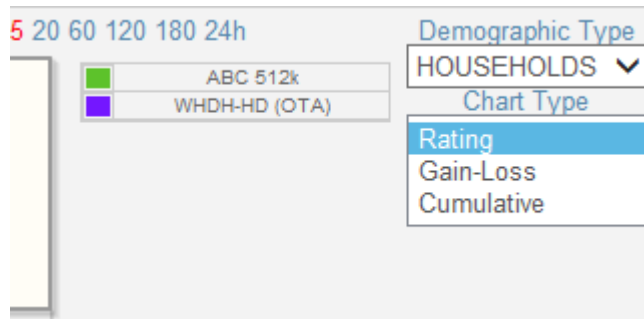 5 20 60 120 180 24h
Demographic Type
HOUSEHOLDS
ABC 512k
WHDH-HD (OTA)
Chart Type
Rating
Gain-Loss
Cumulative